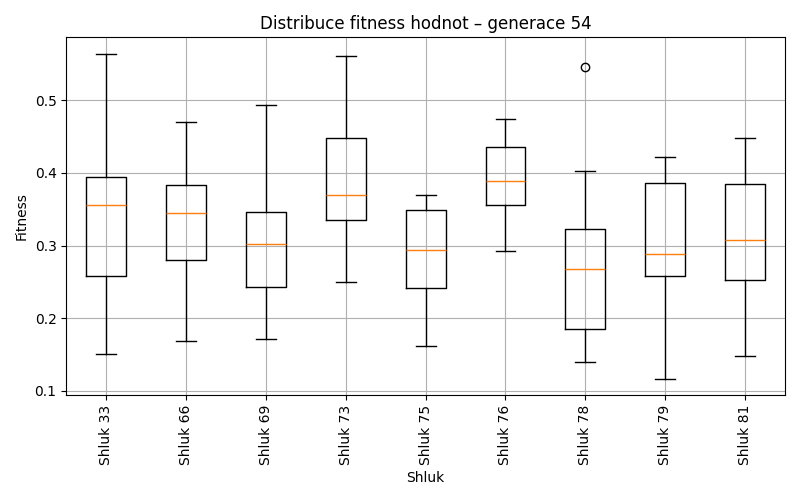 Distribuce fitness hodnot – generace 54
Fitness
0.5
0.4
0.3
0.2
0.1
Shluk 33
Shluk 66
Shluk 69
Shluk 73
Shluk 75
Shluk 76
Shluk 78
Shluk 79
Shluk 81
Shluk